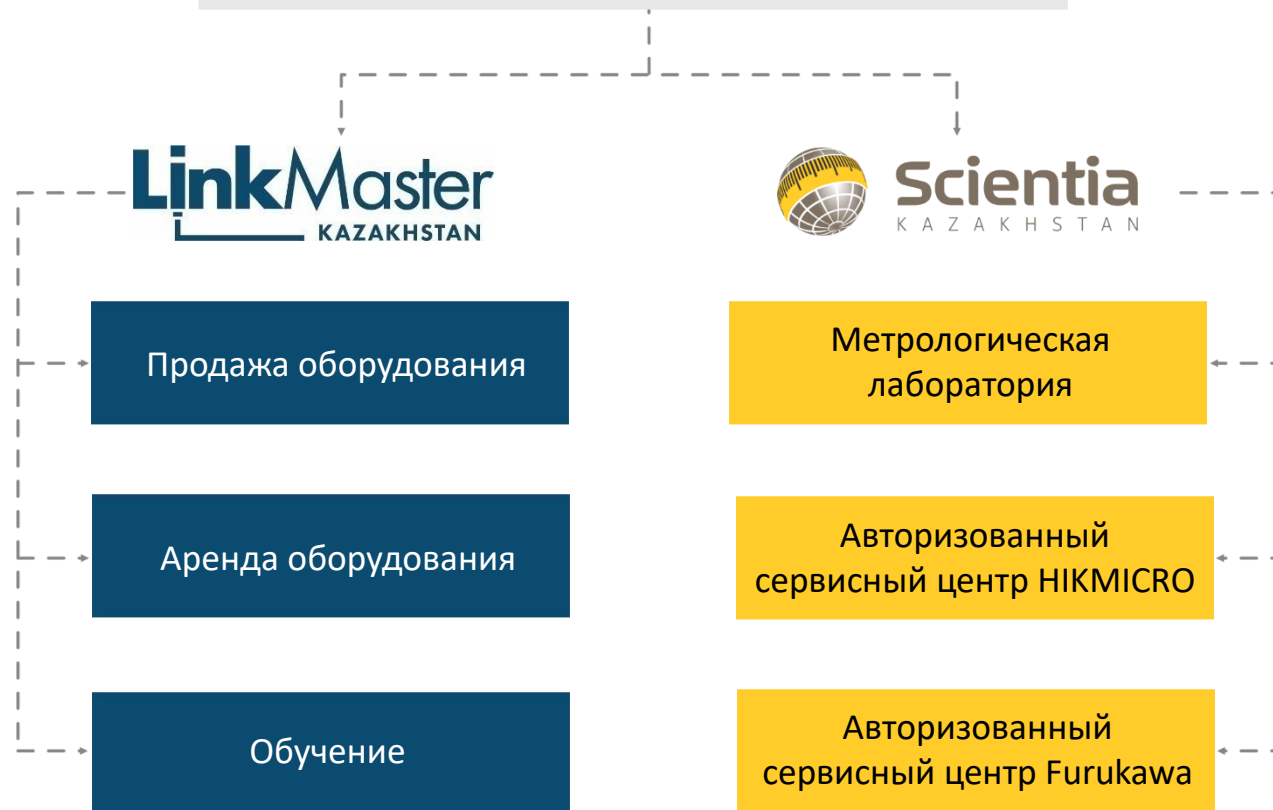 LinkMaster
KAZAKHSTAN
Scientia
KAZAKHSTAN
Продажа оборудования
Метрологическая
лаборатория
Аренда оборудования
Авторизованный
сервисный центр HIKMICRO
Обучение
Авторизованный
сервисный центр Furukawa